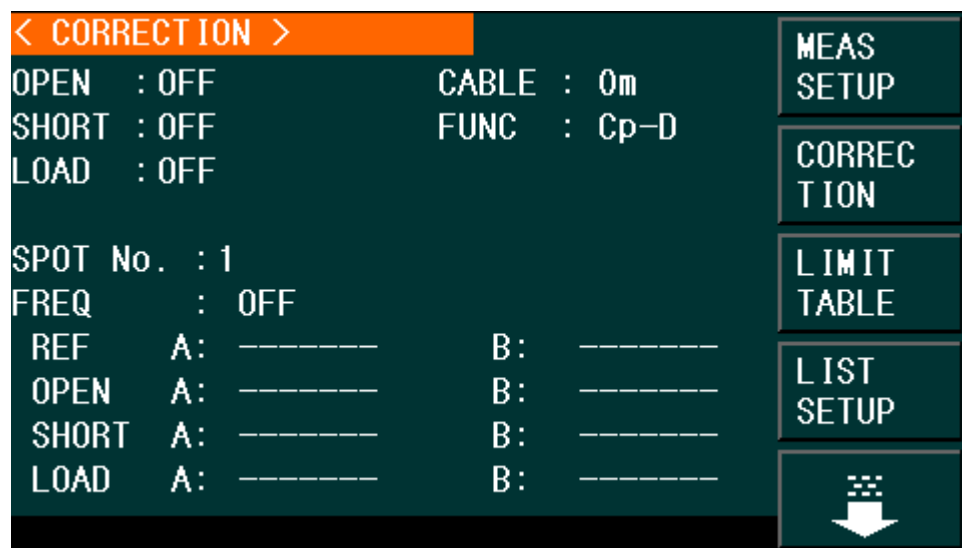 < CORRECTION >
OPEN : OFF CABLE : 0m
SHORT : OFF FUNC : Cp-D
LOAD : OFF
SPOT No. : 1
FREQ : OFF
REF A: ------- B: -------
OPEN A: ------- B: -------
SHORT A: ------- B: -------
LOAD A: ------- B: -------
MEAS
SETUP
CORREC
TION
LIMIT
TABLE
LIST
SETUP